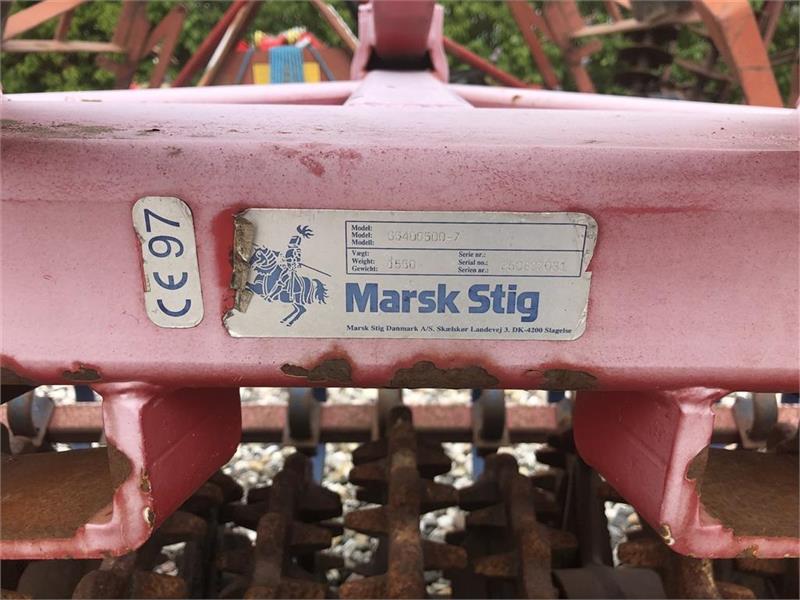 CE 97
Model:
Model:
Modell:
Vægt:
Weight: 1550
Gewicht:
Serie nr.:
Serial no.:
Serien nr.:
Marsk Stig
Marsk Stig Danmark A/S. Skælskør Landevej 3. DK-4200 Slagelse